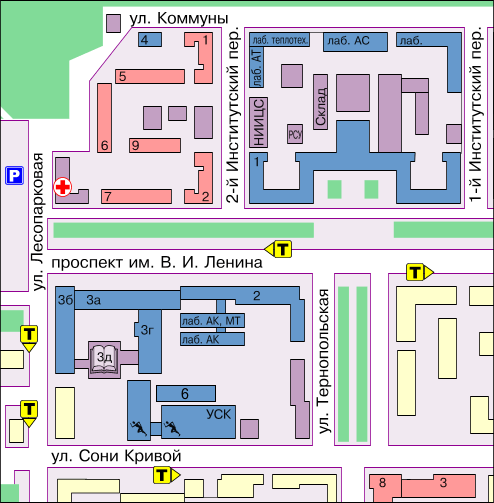 ул. Коммуны
4
1
5
6
9
7
2
2-й Институтский пер.
лаб. теплотех.
лаб. АС
лаб.
лаб. АТ
НИИЦС
РСУ
Склад
1
1-й Институтский пер.
P
ул. Лесопарковая
Т
проспект им. В. И. Ленина
Т
3б
3а
2
3г
лаб. АК, МТ
лаб. АК
3д
Т
6
УСК
Т
ул. Тернопольская
ул. Сони Кривой
Т
8
3